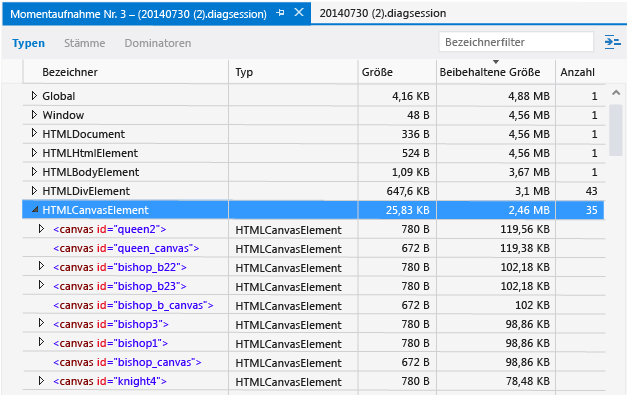 Momentaufnahme Nr. 3 – (20140730 (2).diagsession) 20140730 (2).diagsession
Typen Stämme Dominatoren Bezeichnerfilter
Bezeichner Typ Größe Beibehaltene Größe Anzahl
Global 4,16 KB 4,88 MB 1
Window 48 B 4,56 MB 1
HTMLDocument 336 B 4,56 MB 1
HTMLHtmlElement 524 B 4,56 MB 1
HTMLBodyElement 1,09 KB 3,67 MB 1
HTMLDivElement 647,6 KB 3,1 MB 43
HTMLCanvasElement 25,83 KB 2,46 MB 35
<canvas id="queen2"> HTMLCanvasElement 780 B 119,56 KB
<canvas id="queen_canvas"> HTMLCanvasElement 672 B 119,38 KB
<canvas id="bishop_b22"> HTMLCanvasElement 780 B 102,18 KB
<canvas id="bishop_b23"> HTMLCanvasElement 780 B 102,18 KB
<canvas id="bishop_b_canvas"> HTMLCanvasElement 672 B 102 KB
<canvas id="bishop3"> HTMLCanvasElement 780 B 98,86 KB
<canvas id="bishop1"> HTMLCanvasElement 780 B 98,86 KB
<canvas id="bishop_canvas"> HTMLCanvasElement 672 B 98,86 KB
<canvas id="knight4"> HTMLCanvasElement 780 B 78,48 KB